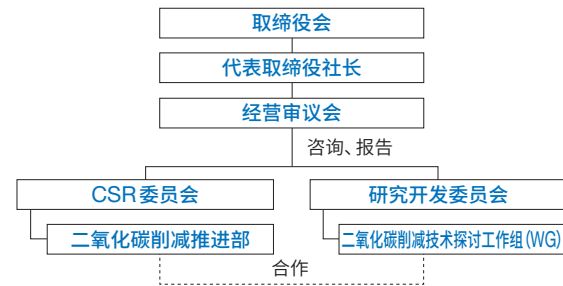 取缔役会
代表取缔役社长
经营审议会
咨询、报告
CSR委员会
研究开发委员会
二氧化碳削减推进部
二氧化碳削减技术探讨工作组(WG)
合作